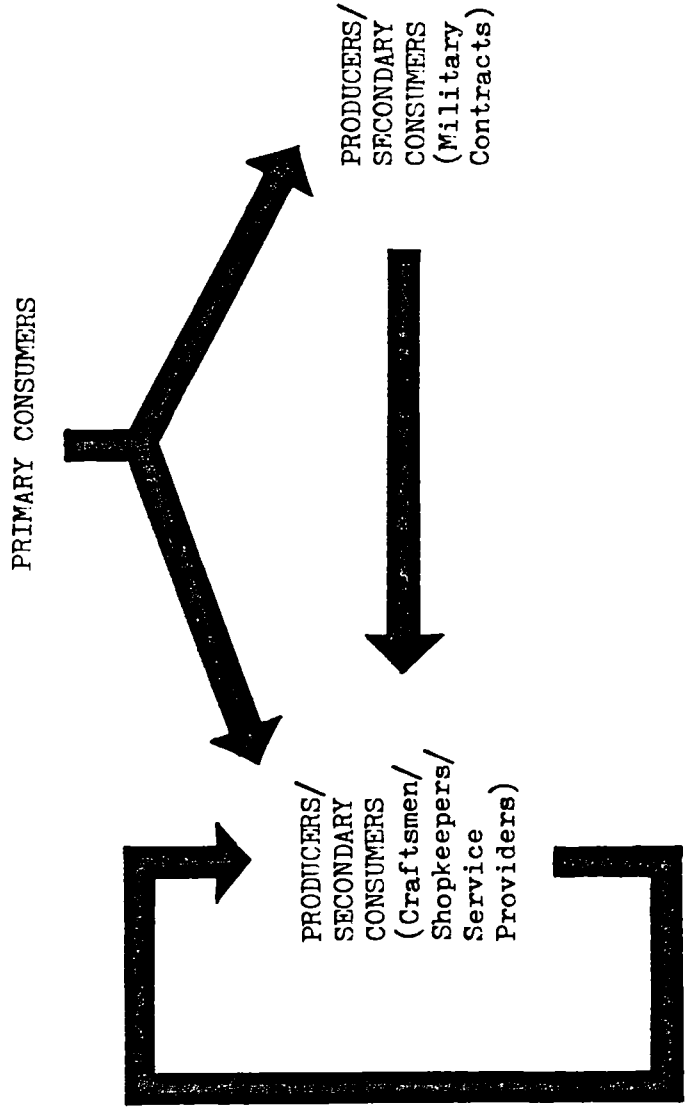 PRIMARY CONSUMERS
PRODUCERS/
SECONDARY
CONSUMERS
(Craftsmen/
Shopkeepers/
Service
Providers)
PRODUCERS/
SECONDARY
CONSUMERS
(Military
Contracts)